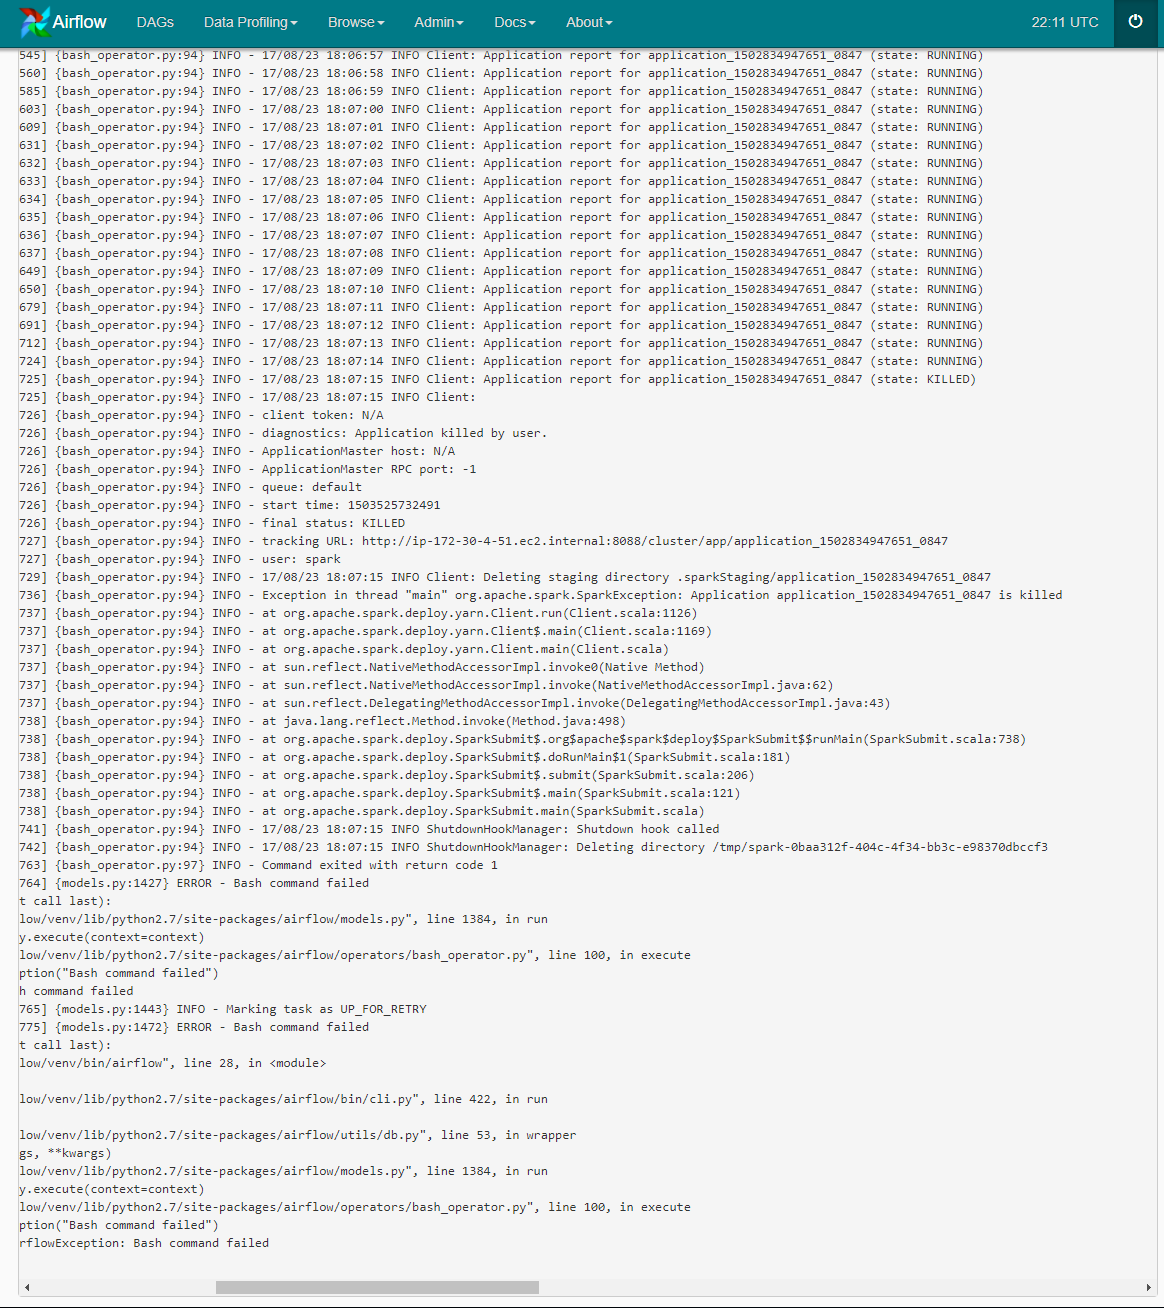 Airflow DAGs Data Profiling Browse Admin Docs About 22:11 UTC
545] {bash_operator.py:94} INFO - 17/08/23 18:06:57 INFO Client: Application report for application_1502834947651_0847 (state: RUNNING)
560] {bash_operator.py:94} INFO - 17/08/23 18:06:58 INFO Client: Application report for application_1502834947651_0847 (state: RUNNING)
585] {bash_operator.py:94} INFO - 17/08/23 18:06:59 INFO Client: Application report for application_1502834947651_0847 (state: RUNNING)
603] {bash_operator.py:94} INFO - 17/08/23 18:07:00 INFO Client: Application report for application_1502834947651_0847 (state: RUNNING)
609] {bash_operator.py:94} INFO - 17/08/23 18:07:01 INFO Client: Application report for application_1502834947651_0847 (state: RUNNING)
631] {bash_operator.py:94} INFO - 17/08/23 18:07:02 INFO Client: Application report for application_1502834947651_0847 (state: RUNNING)
632] {bash_operator.py:94} INFO - 17/08/23 18:07:03 INFO Client: Application report for application_1502834947651_0847 (state: RUNNING)
633] {bash_operator.py:94} INFO - 17/08/23 18:07:04 INFO Client: Application report for application_1502834947651_0847 (state: RUNNING)
634] {bash_operator.py:94} INFO - 17/08/23 18:07:05 INFO Client: Application report for application_1502834947651_0847 (state: RUNNING)
635] {bash_operator.py:94} INFO - 17/08/23 18:07:06 INFO Client: Application report for application_1502834947651_0847 (state: RUNNING)
636] {bash_operator.py:94} INFO - 17/08/23 18:07:07 INFO Client: Application report for application_1502834947651_0847 (state: RUNNING)
637] {bash_operator.py:94} INFO - 17/08/23 18:07:08 INFO Client: Application report for application_1502834947651_0847 (state: RUNNING)
649] {bash_operator.py:94} INFO - 17/08/23 18:07:09 INFO Client: Application report for application_1502834947651_0847 (state: RUNNING)
650] {bash_operator.py:94} INFO - 17/08/23 18:07:10 INFO Client: Application report for application_1502834947651_0847 (state: RUNNING)
679] {bash_operator.py:94} INFO - 17/08/23 18:07:11 INFO Client: Application report for application_1502834947651_0847 (state: RUNNING)
691] {bash_operator.py:94} INFO - 17/08/23 18:07:12 INFO Client: Application report for application_1502834947651_0847 (state: RUNNING)
712] {bash_operator.py:94} INFO - 17/08/23 18:07:13 INFO Client: Application report for application_1502834947651_0847 (state: RUNNING)
724] {bash_operator.py:94} INFO - 17/08/23 18:07:14 INFO Client: Application report for application_1502834947651_0847 (state: RUNNING)
725] {bash_operator.py:94} INFO - 17/08/23 18:07:15 INFO Client: Application report for application_1502834947651_0847 (state: KILLED)
725] {bash_operator.py:94} INFO - 17/08/23 18:07:15 INFO Client:
726] {bash_operator.py:94} INFO - client token: N/A
726] {bash_operator.py:94} INFO - diagnostics: Application killed by user.
726] {bash_operator.py:94} INFO - ApplicationMaster host: N/A
726] {bash_operator.py:94} INFO - ApplicationMaster RPC port: -1
726] {bash_operator.py:94} INFO - queue: default
726] {bash_operator.py:94} INFO - start time: 1503525732491
726] {bash_operator.py:94} INFO - final status: KILLED
727] {bash_operator.py:94} INFO - tracking URL: http://ip-172-30-4-51.ec2.internal:8088/cluster/app/application_1502834947651_0847
727] {bash_operator.py:94} INFO - user: spark
729] {bash_operator.py:94} INFO - 17/08/23 18:07:15 INFO Client: Deleting staging directory .sparkStaging/application_1502834947651_0847
736] {bash_operator.py:94} INFO - Exception in thread "main" org.apache.spark.SparkException: Application application_1502834947651_0847 is killed
737] {bash_operator.py:94} INFO - at org.apache.spark.deploy.yarn.Client.run(Client.scala:1126)
737] {bash_operator.py:94} INFO - at org.apache.spark.deploy.yarn.Client$.main(Client.scala:1169)
737] {bash_operator.py:94} INFO - at org.apache.spark.deploy.yarn.Client.main(Client.scala)
737] {bash_operator.py:94} INFO - at sun.reflect.NativeMethodAccessorImpl.invoke0(Native Method)
737] {bash_operator.py:94} INFO - at sun.reflect.NativeMethodAccessorImpl.invoke(NativeMethodAccessorImpl.java:62)
737] {bash_operator.py:94} INFO - at sun.reflect.DelegatingMethodAccessorImpl.invoke(DelegatingMethodAccessorImpl.java:43)
738] {bash_operator.py:94} INFO - at java.lang.reflect.Method.invoke(Method.java:498)
738] {bash_operator.py:94} INFO - at org.apache.spark.deploy.SparkSubmit$.org$apache$spark$deploy$SparkSubmit$$runMain(SparkSubmit.scala:738)
738] {bash_operator.py:94} INFO - at org.apache.spark.deploy.SparkSubmit$.doRunMain$1(SparkSubmit.scala:181)
738] {bash_operator.py:94} INFO - at org.apache.spark.deploy.SparkSubmit$.submit(SparkSubmit.scala:206)
738] {bash_operator.py:94} INFO - at org.apache.spark.deploy.SparkSubmit$.main(SparkSubmit.scala:121)
738] {bash_operator.py:94} INFO - at org.apache.spark.deploy.SparkSubmit.main(SparkSubmit.scala)
741] {bash_operator.py:94} INFO - 17/08/23 18:07:15 INFO ShutdownHookManager: Shutdown hook called
742] {bash_operator.py:94} INFO - 17/08/23 18:07:15 INFO ShutdownHookManager: Deleting directory /tmp/spark-0baa312f-404c-4f34-bb3c-e98370dbccf3
763] {bash_operator.py:97} INFO - Command exited with return code 1
764] {models.py:1427} ERROR - Bash command failed
t call last):
low/venv/lib/python2.7/site-packages/airflow/models.py", line 1384, in run
y.execute(context=context)
low/venv/lib/python2.7/site-packages/airflow/operators/bash_operator.py", line 100, in execute
ption("Bash command failed")
h command failed
765] {models.py:1443} INFO - Marking task as UP_FOR_RETRY
775] {models.py:1472} ERROR - Bash command failed
t call last):
low/venv/bin/airflow", line 28, in <module>
low/venv/lib/python2.7/site-packages/airflow/bin/cli.py", line 422, in run
low/venv/lib/python2.7/site-packages/airflow/utils/db.py", line 53, in wrapper
gs, **kwargs)
low/venv/lib/python2.7/site-packages/airflow/models.py", line 1384, in run
y.execute(context=context)
low/venv/lib/python2.7/site-packages/airflow/operators/bash_operator.py", line 100, in execute
ption("Bash command failed")
rflowException: Bash command failed